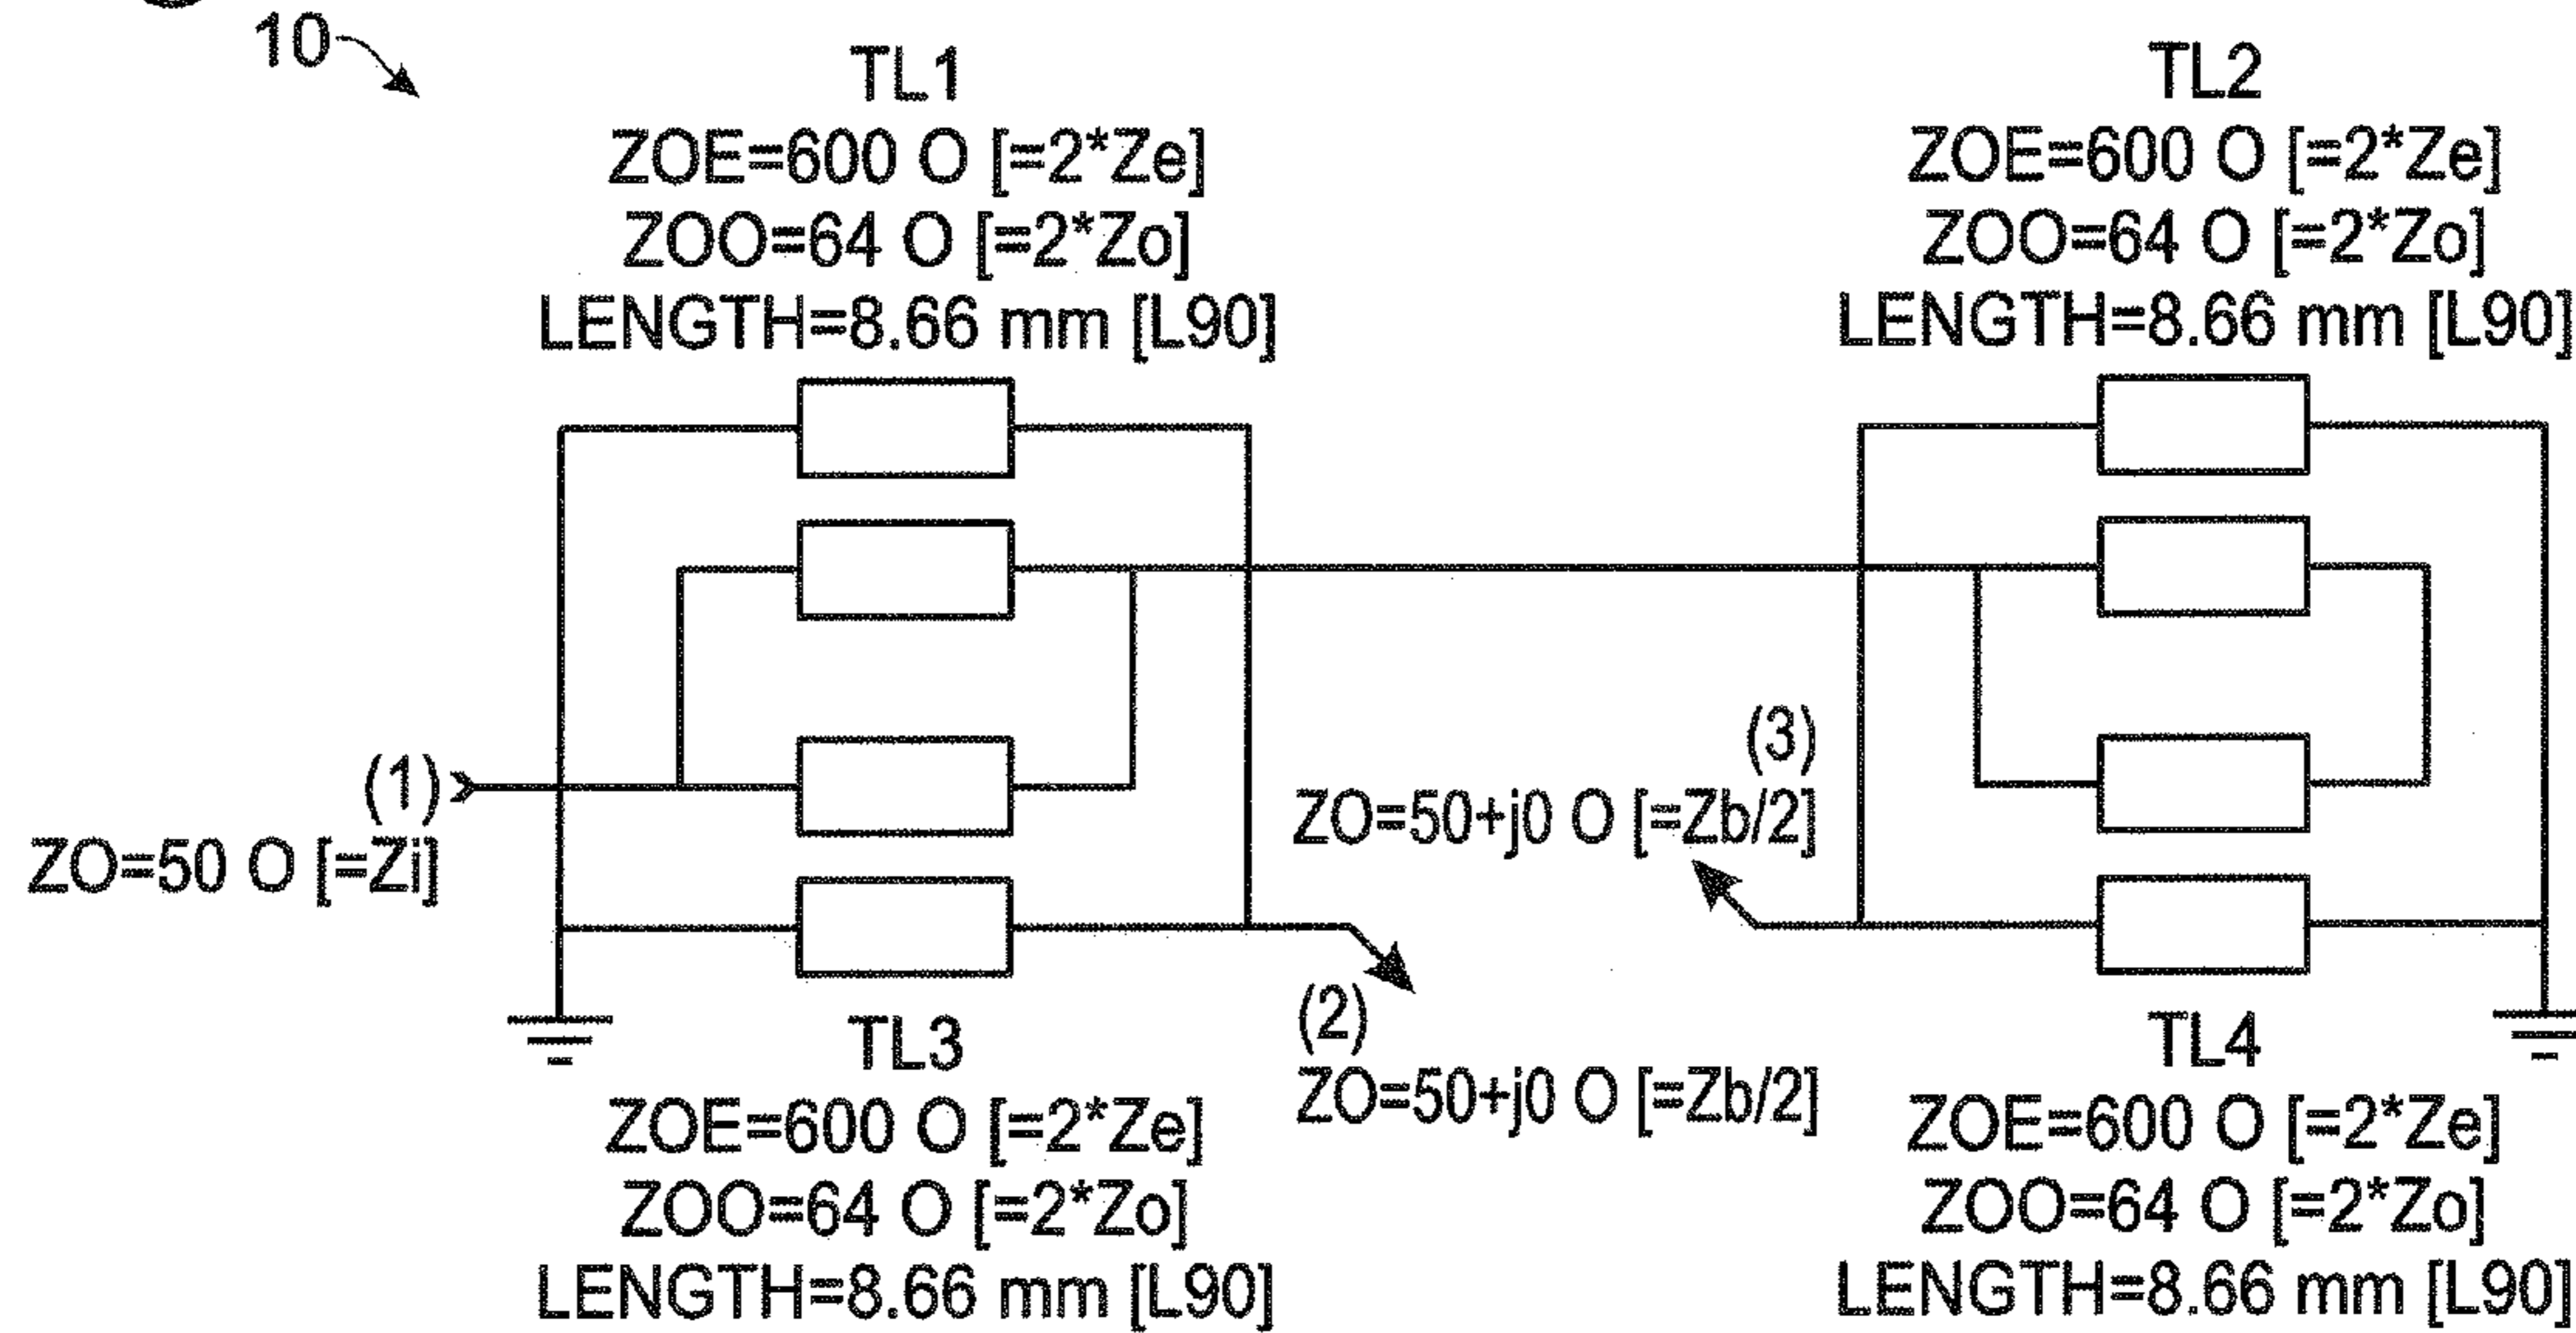 10
TL1
ZOE=600 O [=2*Ze]
ZOO=64 O [=2*Zo]
LENGTH=8.66 mm [L90]
TL2
ZOE=600 O [=2*Ze]
ZOO=64 O [=2*Zo]
LENGTH=8.66 mm [L90]
(1)
ZO=50 O [=Zi]
(3)
ZO=50+j0 O [=Zb/2]
(2)
ZO=50+j0 O [=Zb/2]
TL3
ZOE=600 O [=2*Ze]
ZOO=64 O [=2*Zo]
LENGTH=8.66 mm [L90]
TL4
ZOE=600 O [=2*Ze]
ZOO=64 O [=2*Zo]
LENGTH=8.66 mm [L90]